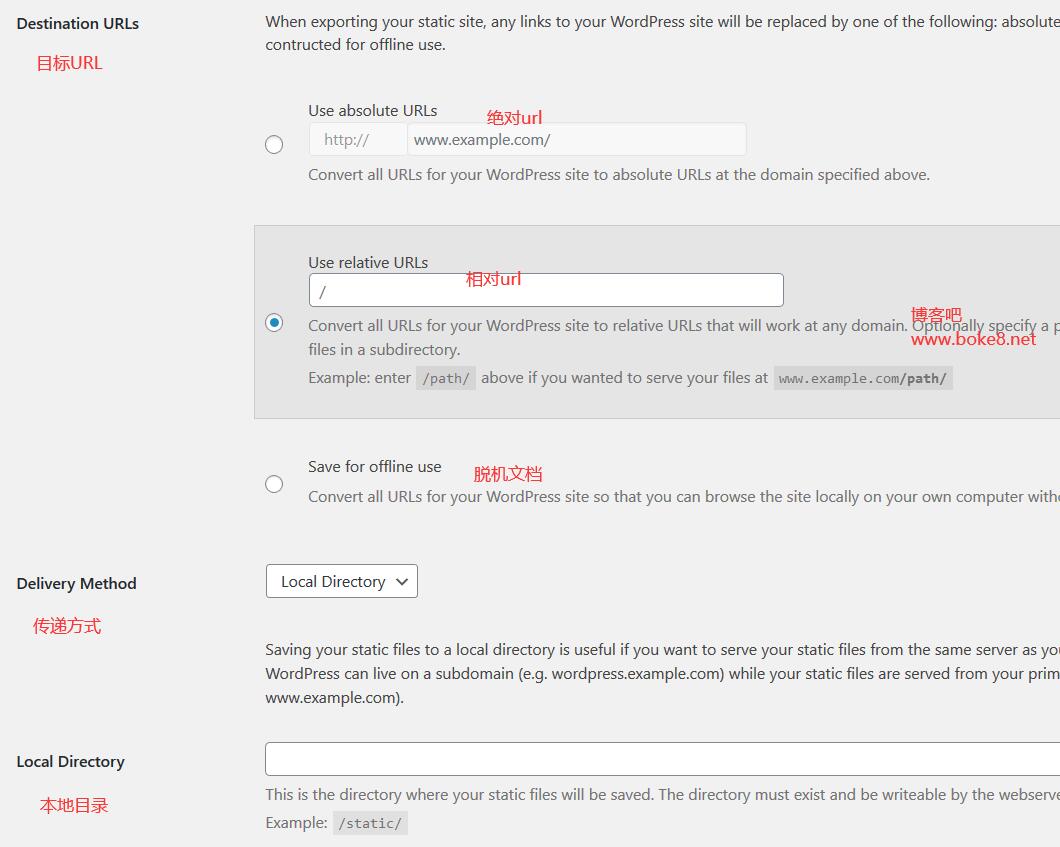 Destination URLs
When exporting your static site, any links to your WordPress site will be replaced by one of the following: absolute
contructed for offline use.
目标URL
Use absolute URLs
绝对url
http://
www.example.com/
Convert all URLs for your WordPress site to absolute URLs at the domain specified above.
Use relative URLs
相对url
/
Convert all URLs for your WordPress site to relative URLs that will work at any domain. Optionally specify a p
files in a subdirectory.
博客吧
www.boke8.net
Example: enter /path/ above if you wanted to serve your files at www.example.com/path/
Save for offline use
脱机文档
Convert all URLs for your WordPress site so that you can browse the site locally on your own computer witho
Delivery Method
Local Directory
传递方式
Saving your static files to a local directory is useful if you want to serve your static files from the same server as you
WordPress can live on a subdomain (e.g. wordpress.example.com) while your static files are served from your prim
www.example.com).
Local Directory
本地目录
This is the directory where your static files will be saved. The directory must exist and be writeable by the webserve
Example: /static/